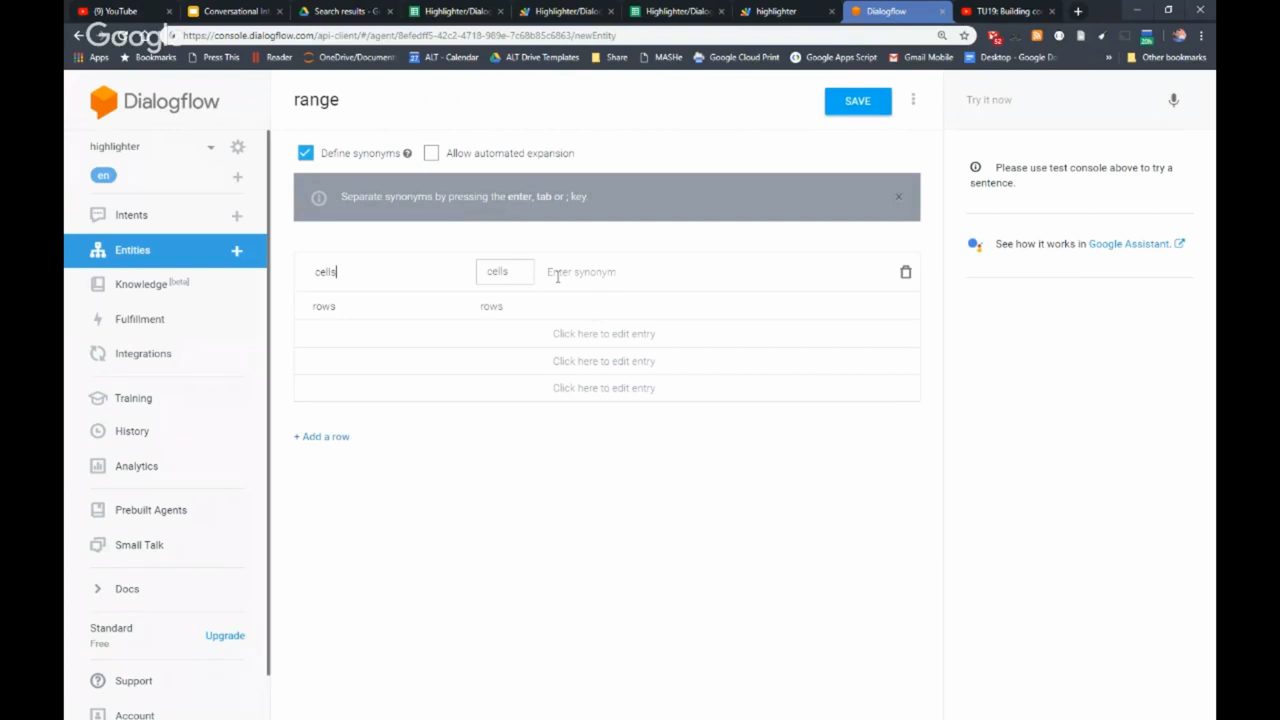 (9) YouTube
Conversational Int
Search results - G
Highlighter/Dialo
Highlighter/Dialo
Highlighter/Dialo
highlighter
Dialogflow
TU19: Building co
Google
https://console.dialogflow.com/api-client/#/agent/8efedff5-42c2-4718-989e-7c68b85c6863/newEntity
Apps
Bookmarks
Press This
Reader
OneDrive/Document
ALT - Calendar
ALT Drive Templates
Share
MASHe
Google Cloud Print
Google Apps Script
Gmail Mobile
Desktop - Google Do
»
Other bookmarks
Dialogflow
range
SAVE
Try it now
highlighter
en
Define synonyms
Allow automated expansion
Please use test console above to try a
sentence.
Separate synonyms by pressing the enter, tab or ; key.
Intents
Entities
See how it works in Google Assistant.
cells
cells
Enter synonym
Knowledge [beta]
rows
rows
Fulfillment
Click here to edit entry
Integrations
Click here to edit entry
Click here to edit entry
Training
History
+ Add a row
Analytics
Prebuilt Agents
Small Talk
Docs
Standard
Free
Upgrade
Support
Account